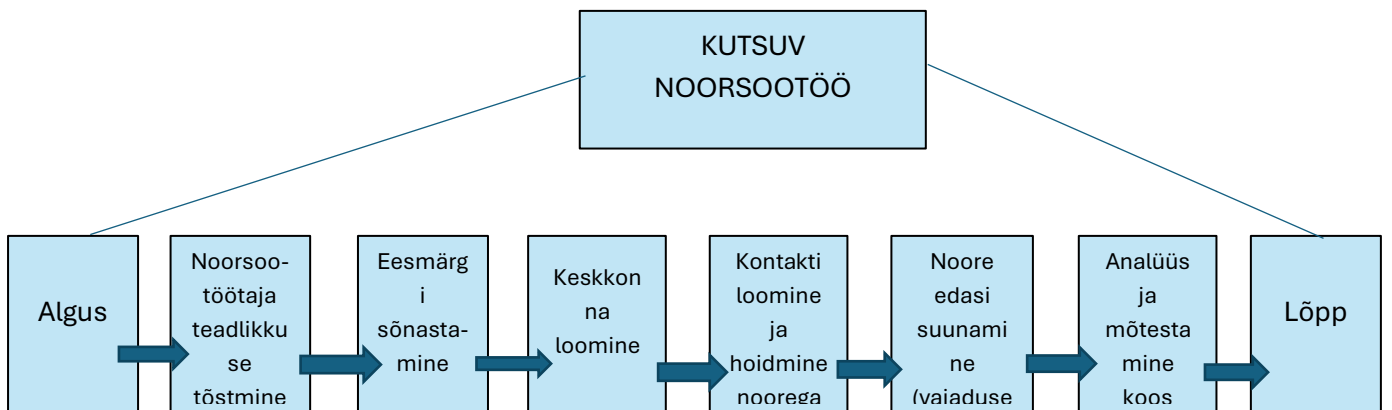 KUTSUV
NOORSOOTÖÖ
Algus
Noorsoo-
töötaja
teadlikku
se
tõstmine
Eesmärg
i
sõnasta-
mine
Keskkon
na
loomine
Kontakti
loomine
ja
hoidmine
noorega
Noore
edasi
suunami
ne
(vajaduse
Analüüs
ja
mõtesta
mine
koos
Lõpp